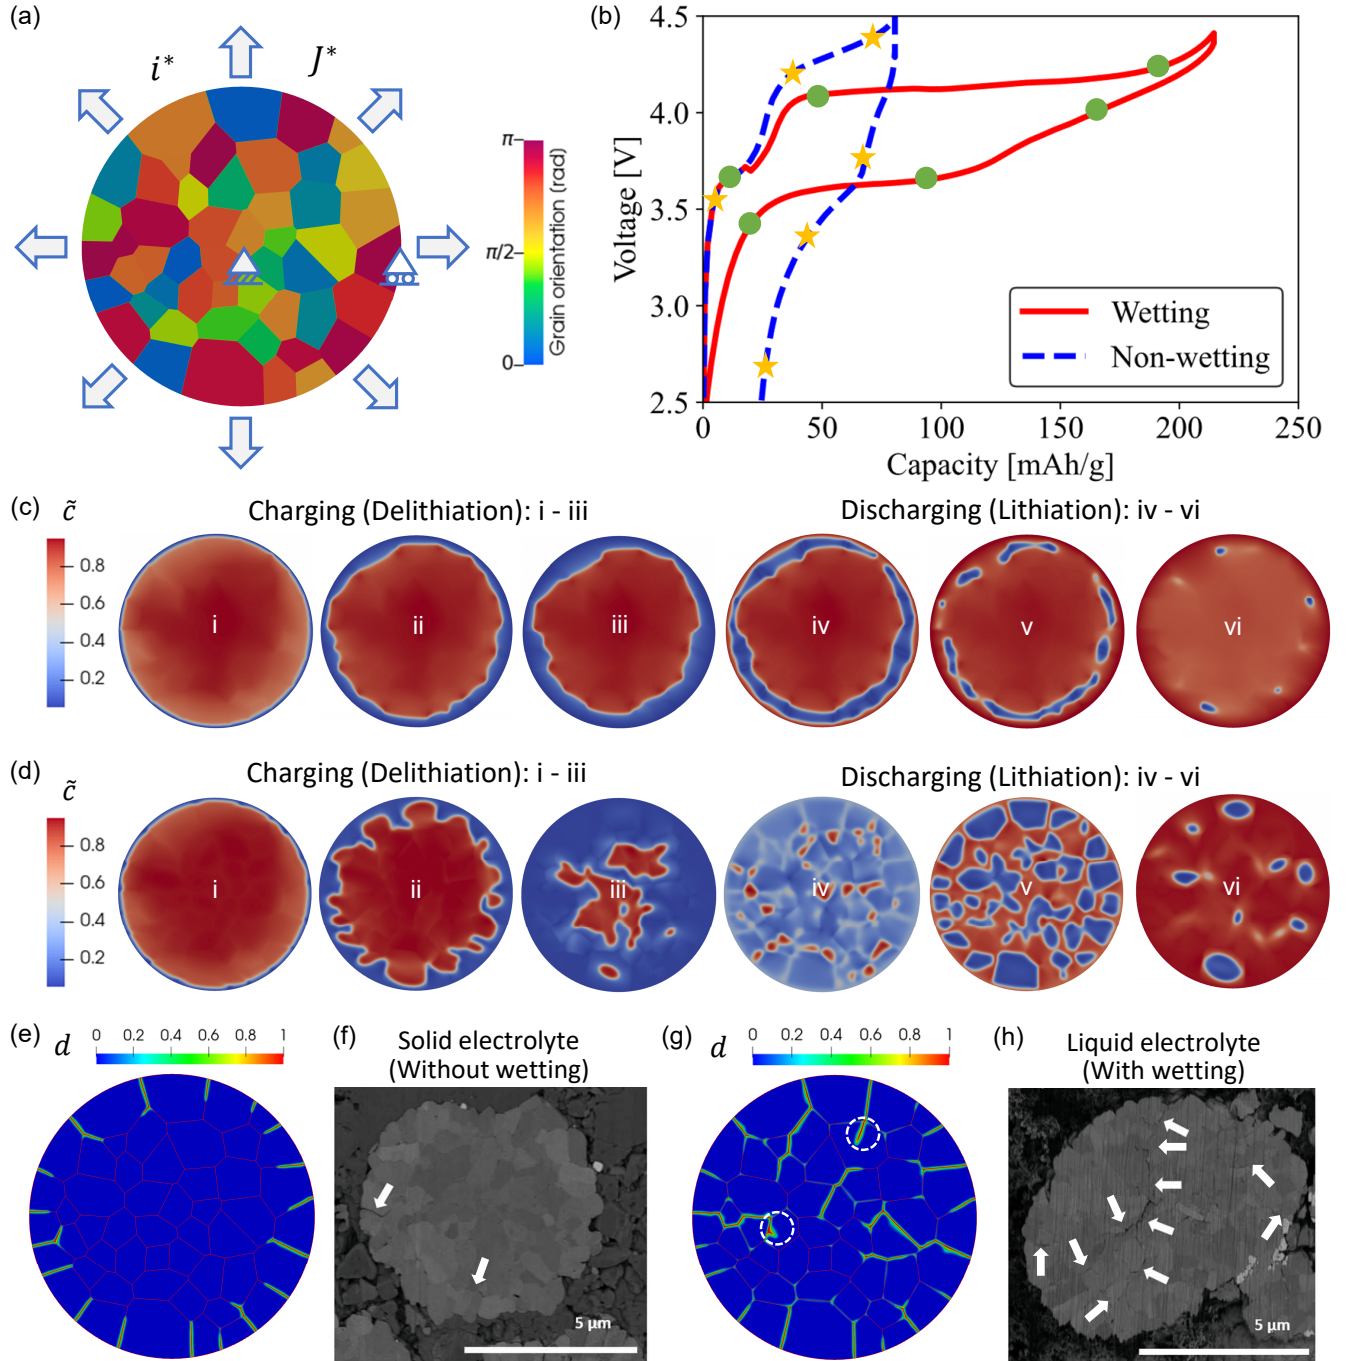 (a)
i*
J*
π
π/2
0
Grain orientation (rad)
(b)
4.5
4.0
3.5
3.0
2.5
Voltage [V]
Wetting
Non-wetting
0 50 100 150 200 250
Capacity [mAh/g]
(c) c̃ Charging (Delithiation): i - iii Discharging (Lithiation): iv - vi
0.8
0.6
0.4
0.2
i ii iii iv v vi
(d) c̃ Charging (Delithiation): i - iii Discharging (Lithiation): iv - vi
0.8
0.6
0.4
0.2
i ii iii iv v vi
(e) d 0 0.2 0.4 0.6 0.8 1
(f) Solid electrolyte
(Without wetting)
5 µm
(g) d 0 0.2 0.4 0.6 0.8 1
(h) Liquid electrolyte
(With wetting)
5 µm